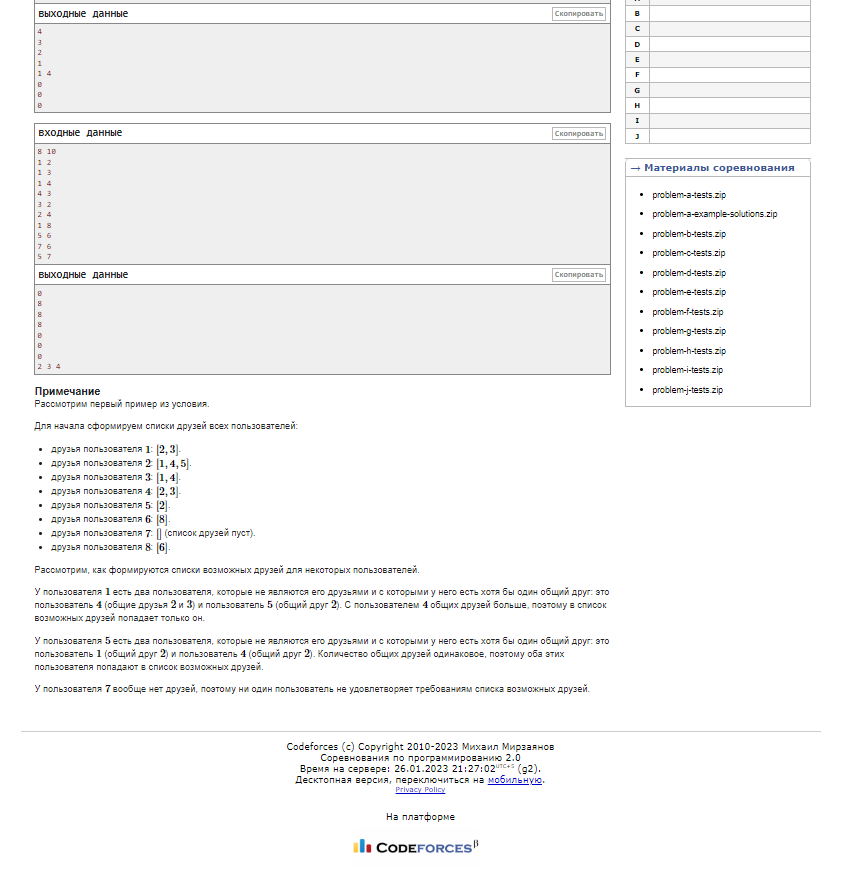 выходные данные
Скопировать
4
3
2
1
1 4
0
0
0
входные данные
Скопировать
8 10
1 2
1 3
1 4
4 3
3 2
2 4
1 8
5 6
7 6
5 7
выходные данные
Скопировать
0
8
8
8
0
0
0
2 3 4
Примечание
Рассмотрим первый пример из условия.
Для начала сформируем списки друзей всех пользователей:
• друзья пользователя 1: [2, 3].
• друзья пользователя 2: [1, 4, 5].
• друзья пользователя 3: [1, 4].
• друзья пользователя 4: [2, 3].
• друзья пользователя 5: [2].
• друзья пользователя 6: [8].
• друзья пользователя 7: [] (список друзей пуст).
• друзья пользователя 8: [6].
Рассмотрим, как формируются списки возможных друзей для некоторых пользователей.
У пользователя 1 есть два пользователя, которые не являются его друзьями и с которыми у него есть хотя бы один общий друг: это
пользователь 4 (общие друзья 2 и 3) и пользователь 5 (общий друг 2). С пользователем 4 общих друзей больше, поэтому в список
возможных друзей попадает только он.
У пользователя 5 есть два пользователя, которые не являются его друзьями и с которыми у него есть хотя бы один общий друг: это
пользователь 1 (общий друг 2) и пользователь 4 (общий друг 2). Количество общих друзей одинаковое, поэтому оба этих
пользователя попадают в список возможных друзей.
У пользователя 7 вообще нет друзей, поэтому ни один пользователь не удовлетворяет требованиям списка возможных друзей.
B
C
D
E
F
G
H
I
J
→ Материалы соревнования
• problem-a-tests.zip
• problem-a-example-solutions.zip
• problem-b-tests.zip
• problem-c-tests.zip
• problem-d-tests.zip
• problem-e-tests.zip
• problem-f-tests.zip
• problem-g-tests.zip
• problem-h-tests.zip
• problem-i-tests.zip
• problem-j-tests.zip
Codeforces (c) Copyright 2010-2023 Михаил Мирзаянов
Соревнования по программированию 2.0
Время на сервере: 26.01.2023 21:27:02 UTC+5 (g2).
Десктопная версия, переключиться на мобильную.
Privacy Policy
На платформе
CODEFORCES β